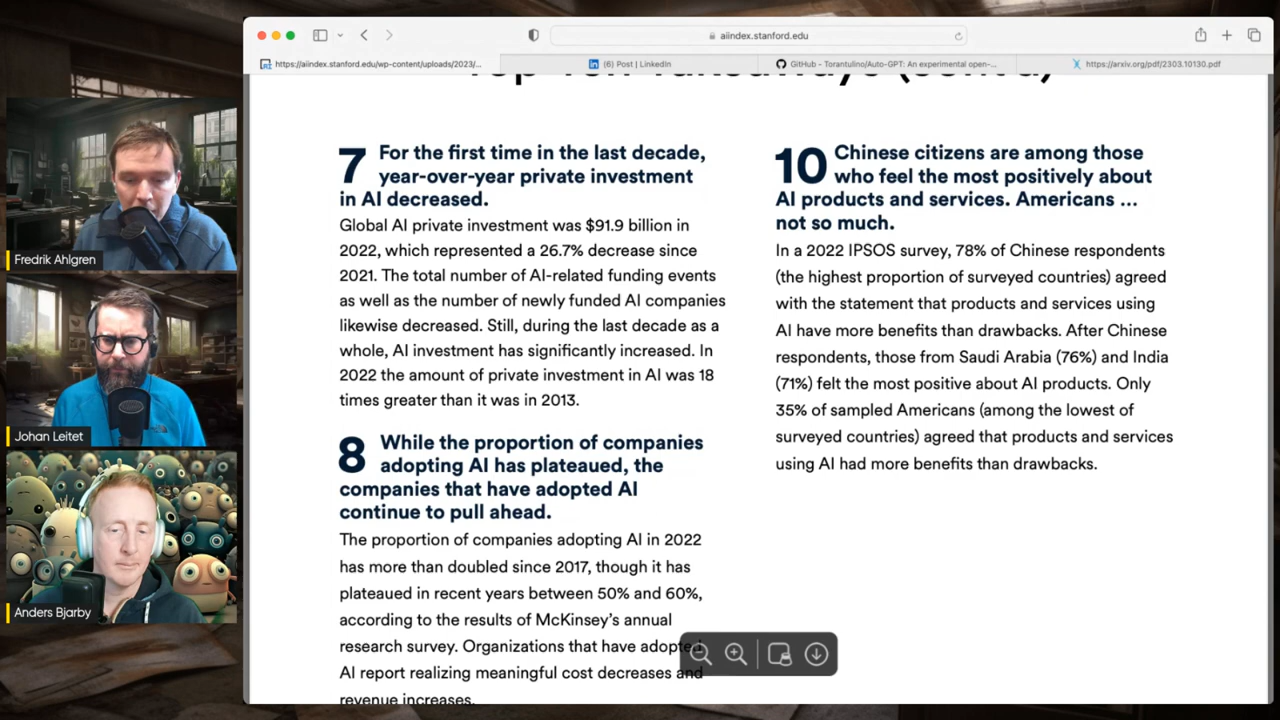 aiindex.stanford.edu
https://aiindex.stanford.edu/wp-content/uploads/2023/...
(6) Post | LinkedIn
GitHub - Torantulino/Auto-GPT: An experimental open-...
https://arxiv.org/pdf/2303.10130.pdf
Top Ten Takeaways (cont'd)
7 For the first time in the last decade,
year-over-year private investment
in AI decreased.
Global AI private investment was $91.9 billion in
2022, which represented a 26.7% decrease since
2021. The total number of AI-related funding events
as well as the number of newly funded AI companies
likewise decreased. Still, during the last decade as a
whole, AI investment has significantly increased. In
2022 the amount of private investment in AI was 18
times greater than it was in 2013.
8 While the proportion of companies
adopting AI has plateaued, the
companies that have adopted AI
continue to pull ahead.
The proportion of companies adopting AI in 2022
has more than doubled since 2017, though it has
plateaued in recent years between 50% and 60%,
according to the results of McKinsey's annual
research survey. Organizations that have adopted
AI report realizing meaningful cost decreases and
revenue increases.
10 Chinese citizens are among those
who feel the most positively about
AI products and services. Americans ...
not so much.
In a 2022 IPSOS survey, 78% of Chinese respondents
(the highest proportion of surveyed countries) agreed
with the statement that products and services using
AI have more benefits than drawbacks. After Chinese
respondents, those from Saudi Arabia (76%) and India
(71%) felt the most positive about AI products. Only
35% of sampled Americans (among the lowest of
surveyed countries) agreed that products and services
using AI had more benefits than drawbacks.
Fredrik Ahlgren
Johan Leitet
Anders Bjarby